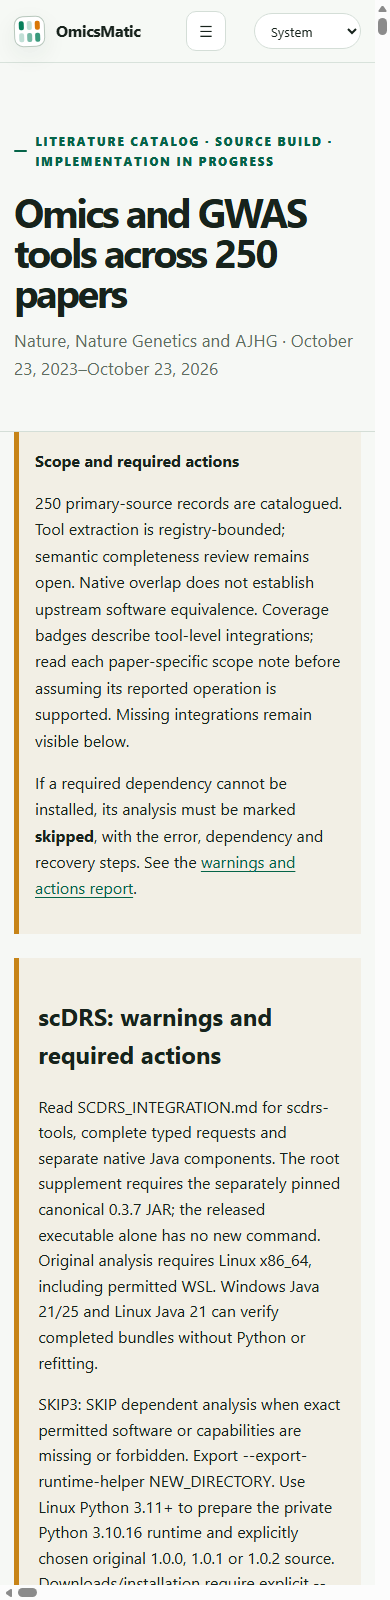 OmicsMatic
☰
System
LITERATURE CATALOG · SOURCE BUILD ·
IMPLEMENTATION IN PROGRESS
Omics and GWAS
tools across 250
papers
Nature, Nature Genetics and AJHG · October
23, 2023–October 23, 2026
Scope and required actions
250 primary-source records are catalogued.
Tool extraction is registry-bounded;
semantic completeness review remains
open. Native overlap does not establish
upstream software equivalence. Coverage
badges describe tool-level integrations;
read each paper-specific scope note before
assuming its reported operation is
supported. Missing integrations remain
visible below.
If a required dependency cannot be
installed, its analysis must be marked
skipped, with the error, dependency and
recovery steps. See the warnings and
actions report.
scDRS: warnings and
required actions
Read SCDRS_INTEGRATION.md for scdrs-
tools, complete typed requests and
separate native Java components. The root
supplement requires the separately pinned
canonical 0.3.7 JAR; the released
executable alone has no new command.
Original analysis requires Linux x86_64,
including permitted WSL. Windows Java
21/25 and Linux Java 21 can verify
completed bundles without Python or
refitting.
SKIP3: SKIP dependent analysis when exact
permitted software or capabilities are
missing or forbidden. Export --export-
runtime-helper NEW_DIRECTORY. Use
Linux Python 3.11+ to prepare the private
Python 3.10.16 runtime and explicitly
chosen original 1.0.0, 1.0.1 or 1.0.2 source.
Downloads/installation require explicit --